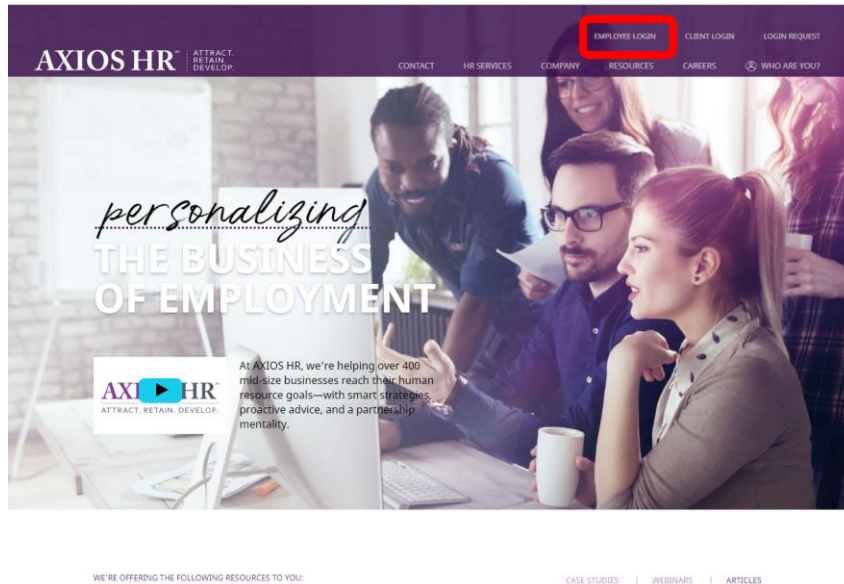 EMPLOYEE LOGIN CLIENT LOGIN LOGIN REQUEST
AXIOS HR™ ATTRACT.
RETAIN.
DEVELOP.
CONTACT HR SERVICES COMPANY RESOURCES CAREERS WHO ARE YOU?
personalizing
THE BUSINESS
OF EMPLOYMENT
At AXIOS HR, we're helping over 400
mid-size businesses reach their human
resource goals—with smart strategies,
proactive advice, and a partnership
mentality.
AXI HR
ATTRACT. RETAIN. DEVELOP.
WE'RE OFFERING THE FOLLOWING RESOURCES TO YOU:
CASE STUDIES | WEBINARS | ARTICLES